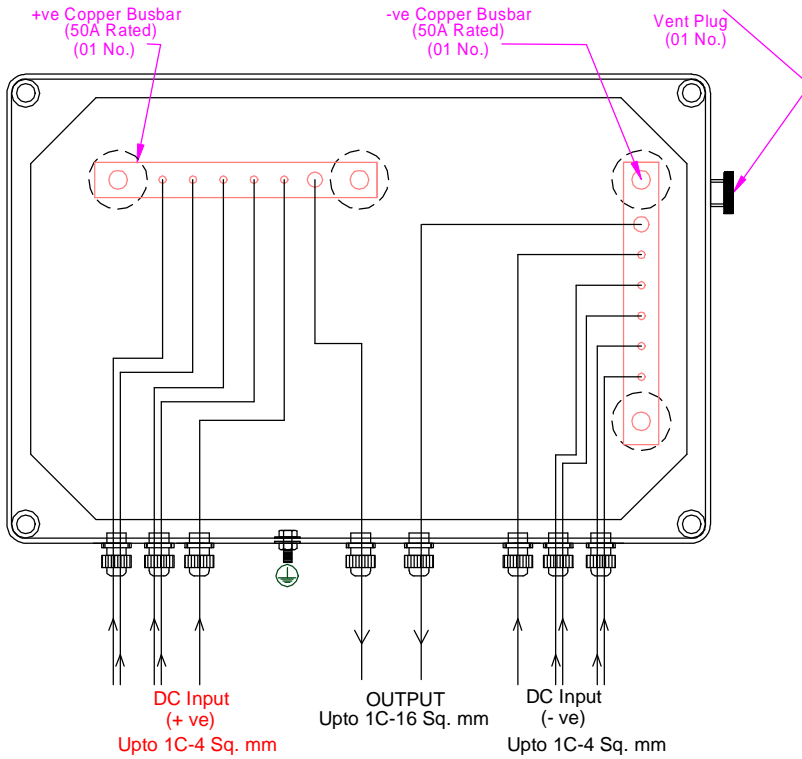 +ve Copper Busbar
(50A Rated)
(01 No.)
-ve Copper Busbar
(50A Rated)
(01 No.)
Vent Plug
(01 No.)
DC Input
(+ ve)
Upto 1C-4 Sq. mm
OUTPUT
Upto 1C-16 Sq. mm
DC Input
(- ve)
Upto 1C-4 Sq. mm